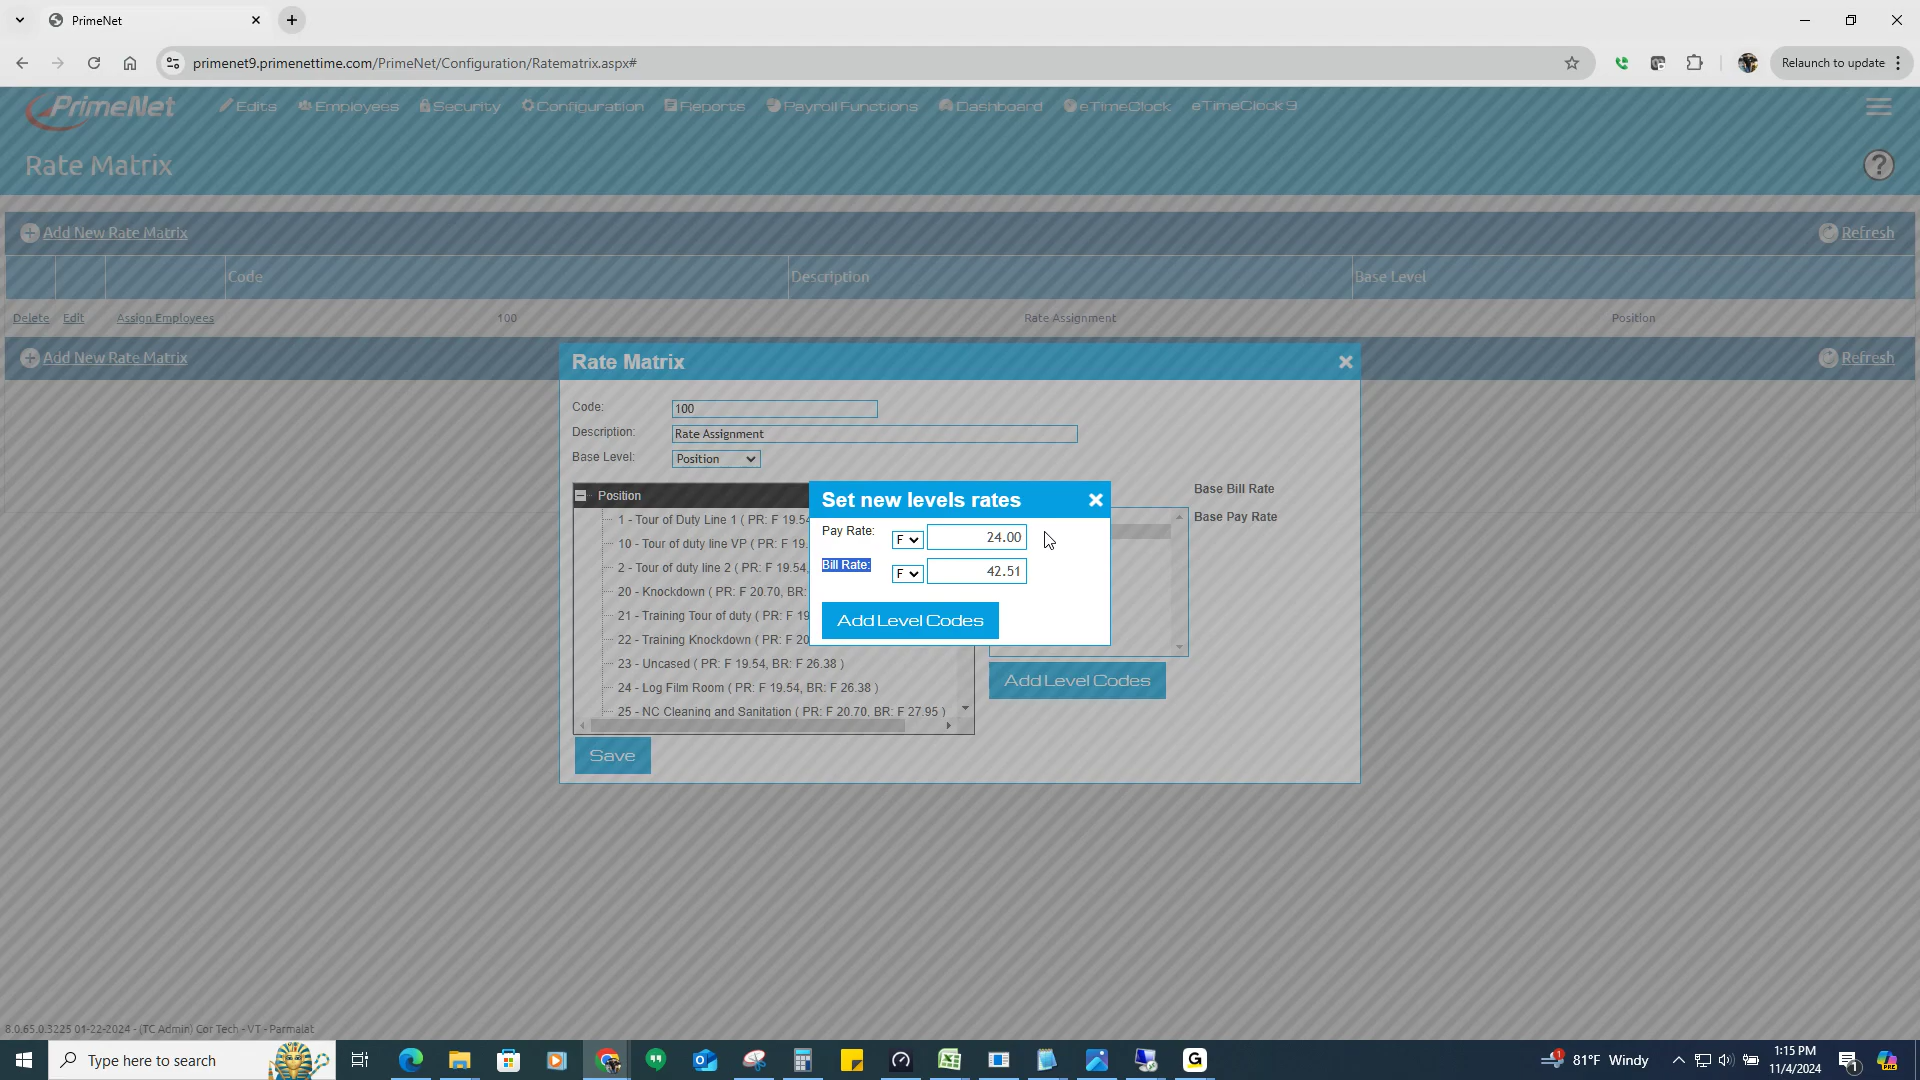 PrimeNet
primenet9.primenettime.com/PrimeNet/Configuration/Ratematrix.aspx#
Relaunch to update
PrimeNet Edits Employees Security Configuration Reports Payroll Functions Dashboard eTimeClock eTimeClock 9
Rate Matrix
?
Add New Rate Matrix Refresh
Code Description Base Level
Delete Edit Assign Employees 100 Rate Assignment Position
Add New Rate Matrix Refresh
Rate Matrix
Code: 100
Description: Rate Assignment
Base Level: Position
Position
1 - Tour of Duty Line 1 ( PR: F 19.54
10 - Tour of duty line VP ( PR: F 19.
2 - Tour of duty line 2 ( PR: F 19.54,
20 - Knockdown ( PR: F 20.70, BR:
21 - Training Tour of duty ( PR: F 19
22 - Training Knockdown ( PR: F 20
23 - Uncased ( PR: F 19.54, BR: F 26.38 )
24 - Log Film Room ( PR: F 19.54, BR: F 26.38 )
25 - NC Cleaning and Sanitation ( PR: F 20.70, BR: F 27.95 )
Save
Set new levels rates
Pay Rate: F 24.00
Bill Rate: F 42.51
Add Level Codes
Base Bill Rate
Base Pay Rate
Add Level Codes
8.0.65.0.3225 01-22-2024 - (TC Admin) Cor Tech - VT - Parmalat
Type here to search
81°F Windy
1:15 PM
11/4/2024